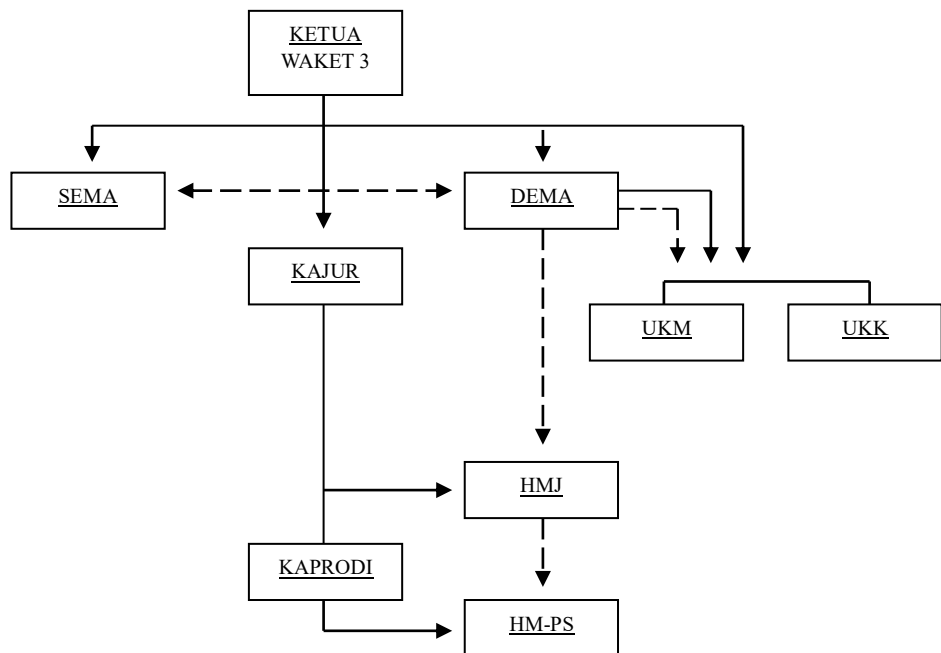 KETUA
WAKET 3
SEMA
DEMA
KAJUR
UKM
UKK
HMJ
KAPRODI
HM-PS